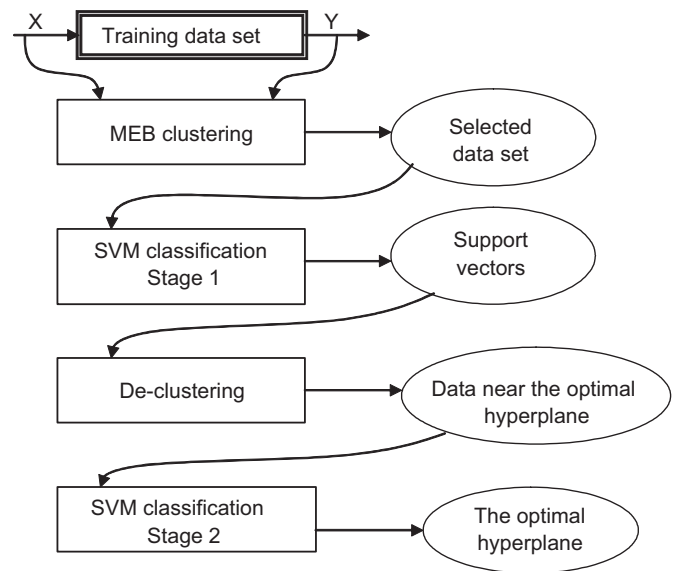 X
Training data set
Y
MEB clustering
Selected
data set
SVM classification
Stage 1
Support
vectors
De-clustering
Data near the optimal
hyperplane
SVM classification
Stage 2
The optimal
hyperplane